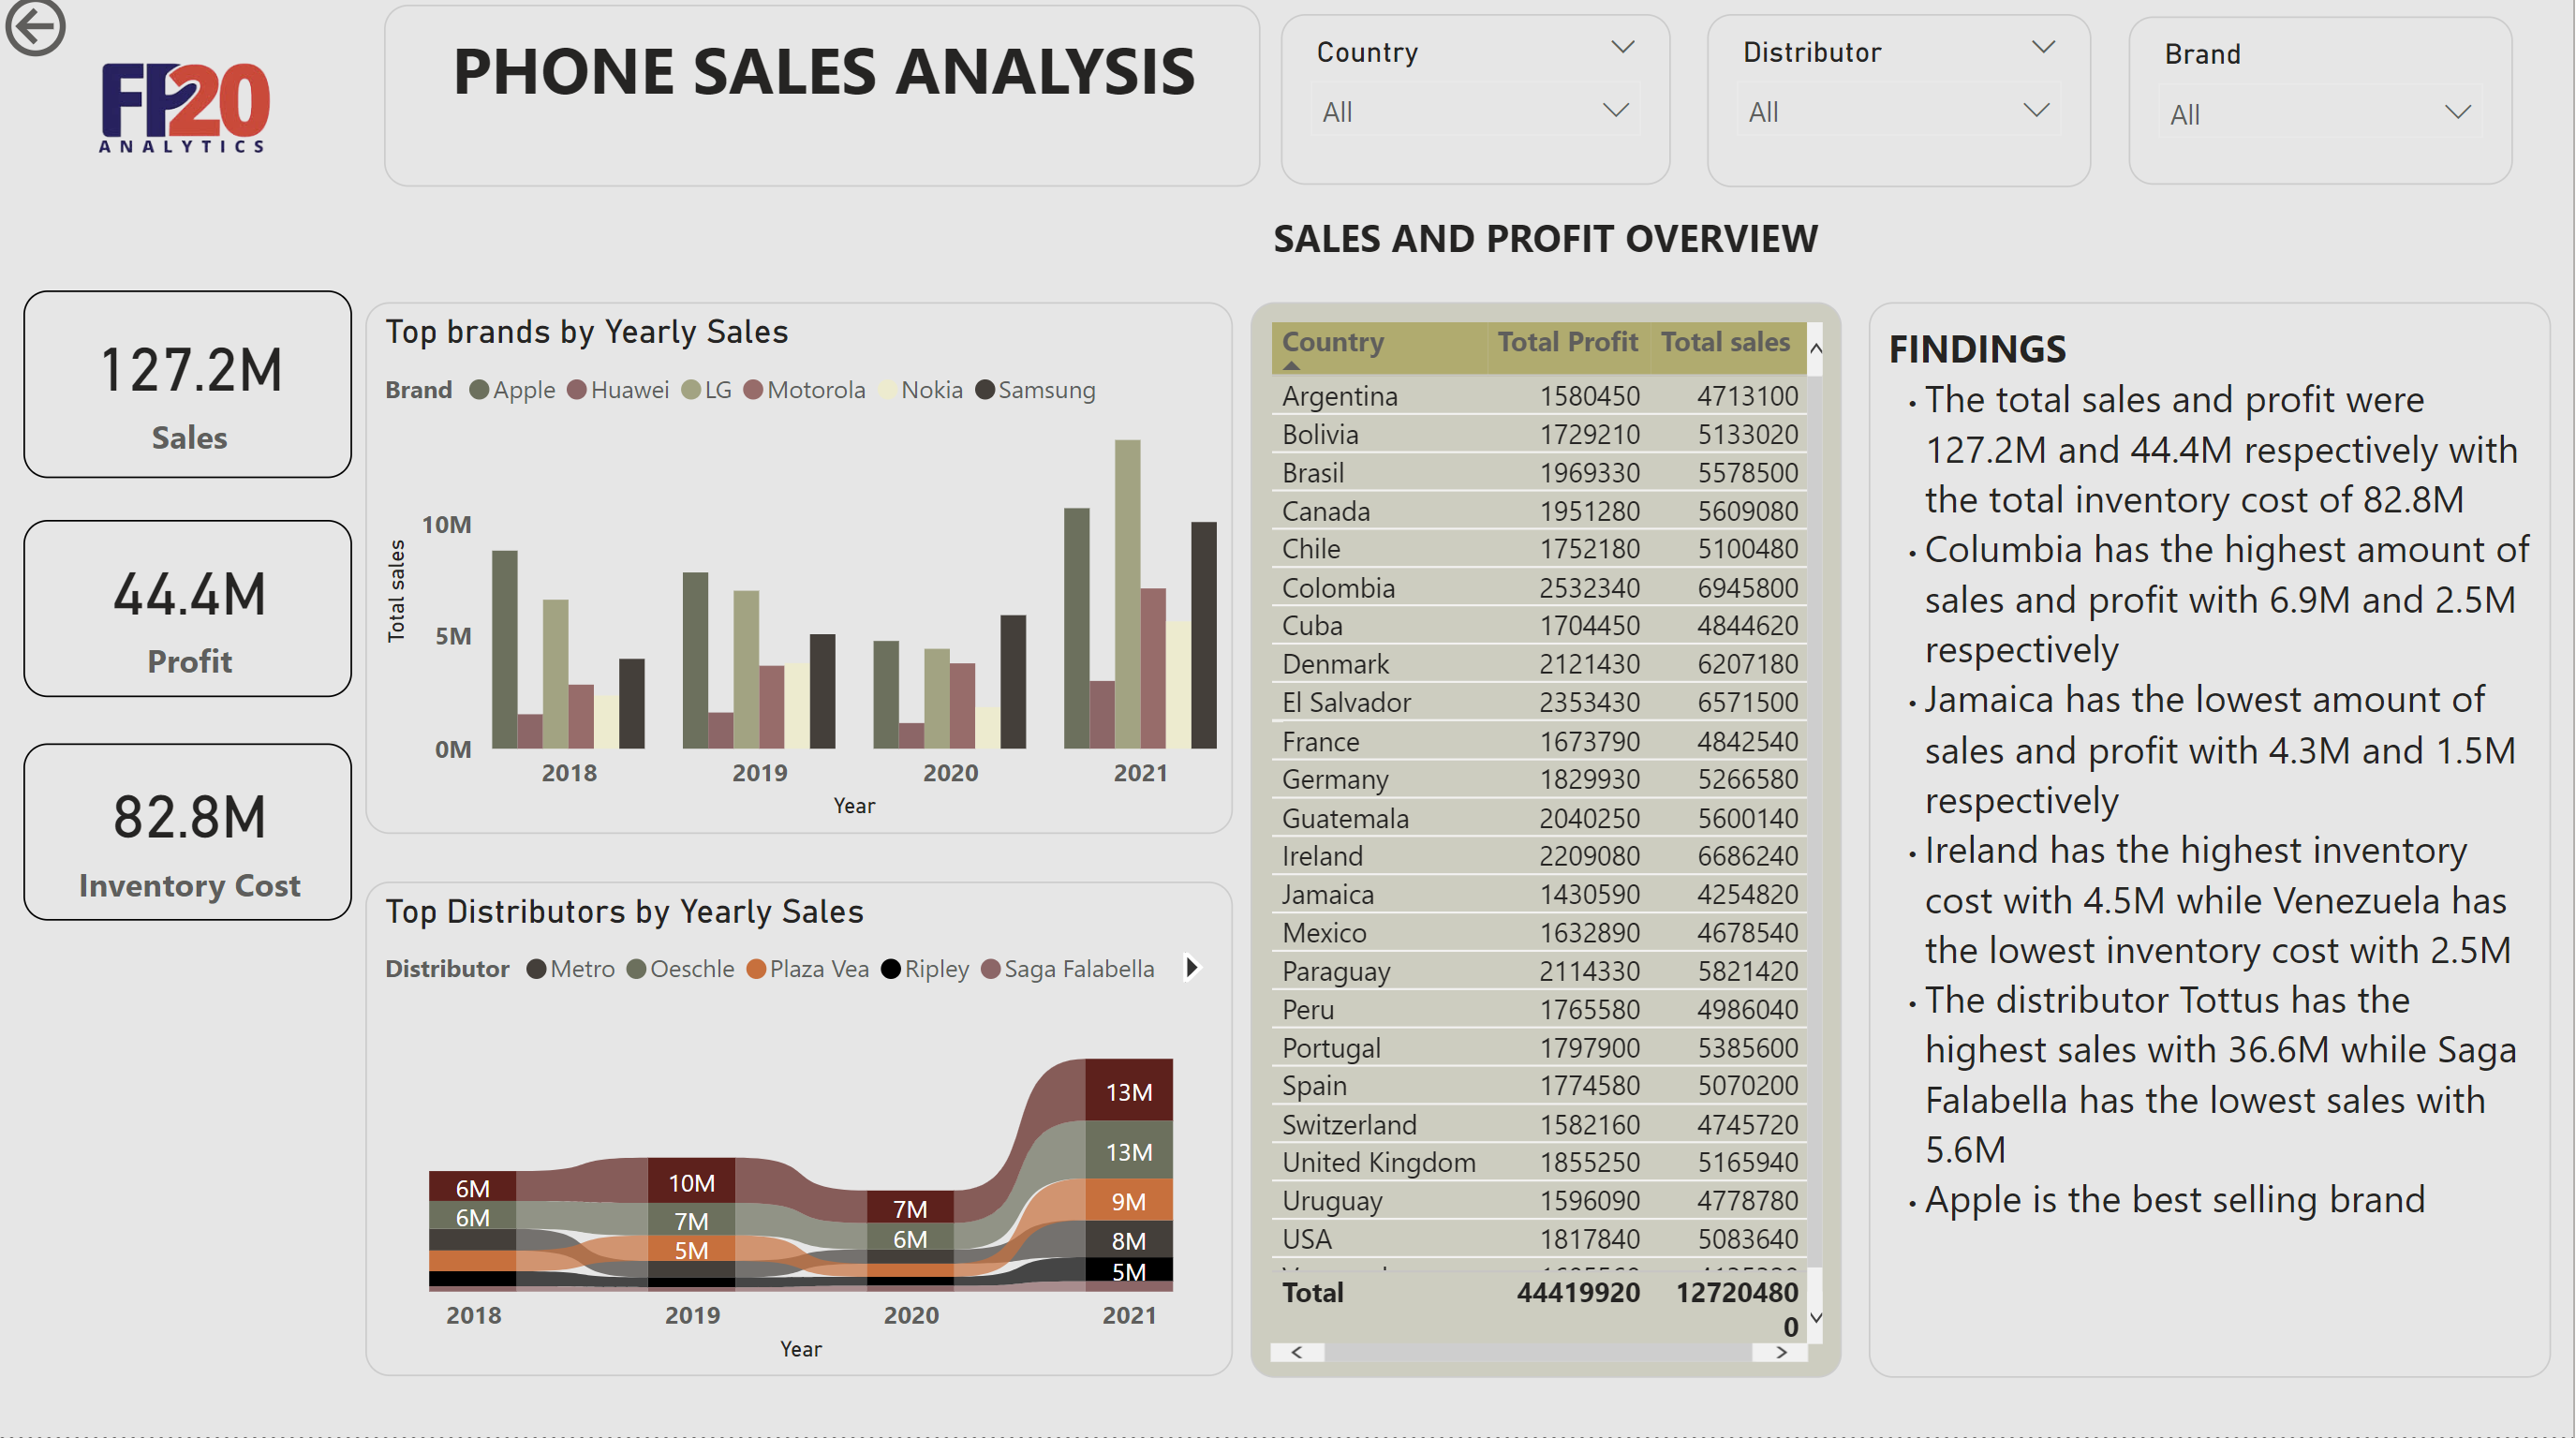 FP20
ANALYTICS
PHONE SALES ANALYSIS
Country
All
Distributor
All
Brand
All
SALES AND PROFIT OVERVIEW
127.2M
Sales
44.4M
Profit
82.8M
Inventory Cost
Top brands by Yearly Sales
Brand Apple Huawei LG Motorola Nokia Samsung
Total sales
10M
5M
0M
2018 2019 2020 2021
Year
Top Distributors by Yearly Sales
Distributor Metro Oeschle Plaza Vea Ripley Saga Falabella
6M
6M
10M
7M
5M
7M
6M
13M
13M
9M
8M
5M
2018 2019 2020 2021
Year
Country Total Profit Total sales
Argentina 1580450 4713100
Bolivia 1729210 5133020
Brasil 1969330 5578500
Canada 1951280 5609080
Chile 1752180 5100480
Colombia 2532340 6945800
Cuba 1704450 4844620
Denmark 2121430 6207180
El Salvador 2353430 6571500
France 1673790 4842540
Germany 1829930 5266580
Guatemala 2040250 5600140
Ireland 2209080 6686240
Jamaica 1430590 4254820
Mexico 1632890 4678540
Paraguay 2114330 5821420
Peru 1765580 4986040
Portugal 1797900 5385600
Spain 1774580 5070200
Switzerland 1582160 4745720
United Kingdom 1855250 5165940
Uruguay 1596090 4778780
USA 1817840 5083640
Total 44419920 12720480
0
FINDINGS
• The total sales and profit were
127.2M and 44.4M respectively with
the total inventory cost of 82.8M
• Columbia has the highest amount of
sales and profit with 6.9M and 2.5M
respectively
• Jamaica has the lowest amount of
sales and profit with 4.3M and 1.5M
respectively
• Ireland has the highest inventory
cost with 4.5M while Venezuela has
the lowest inventory cost with 2.5M
• The distributor Tottus has the
highest sales with 36.6M while Saga
Falabella has the lowest sales with
5.6M
• Apple is the best selling brand